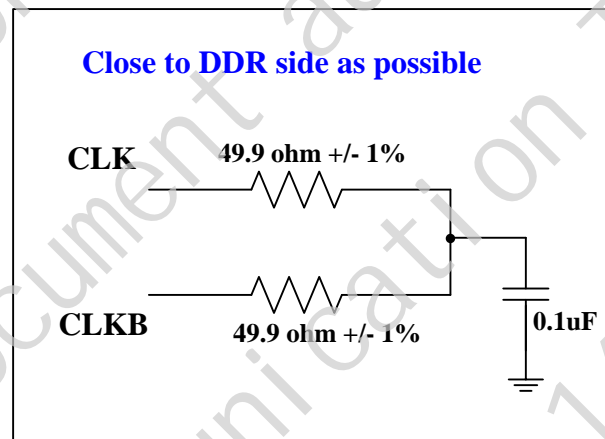 Close to DDR side as possible
CLK
49.9 ohm +/- 1%
CLKB
49.9 ohm +/- 1%
0.1uF